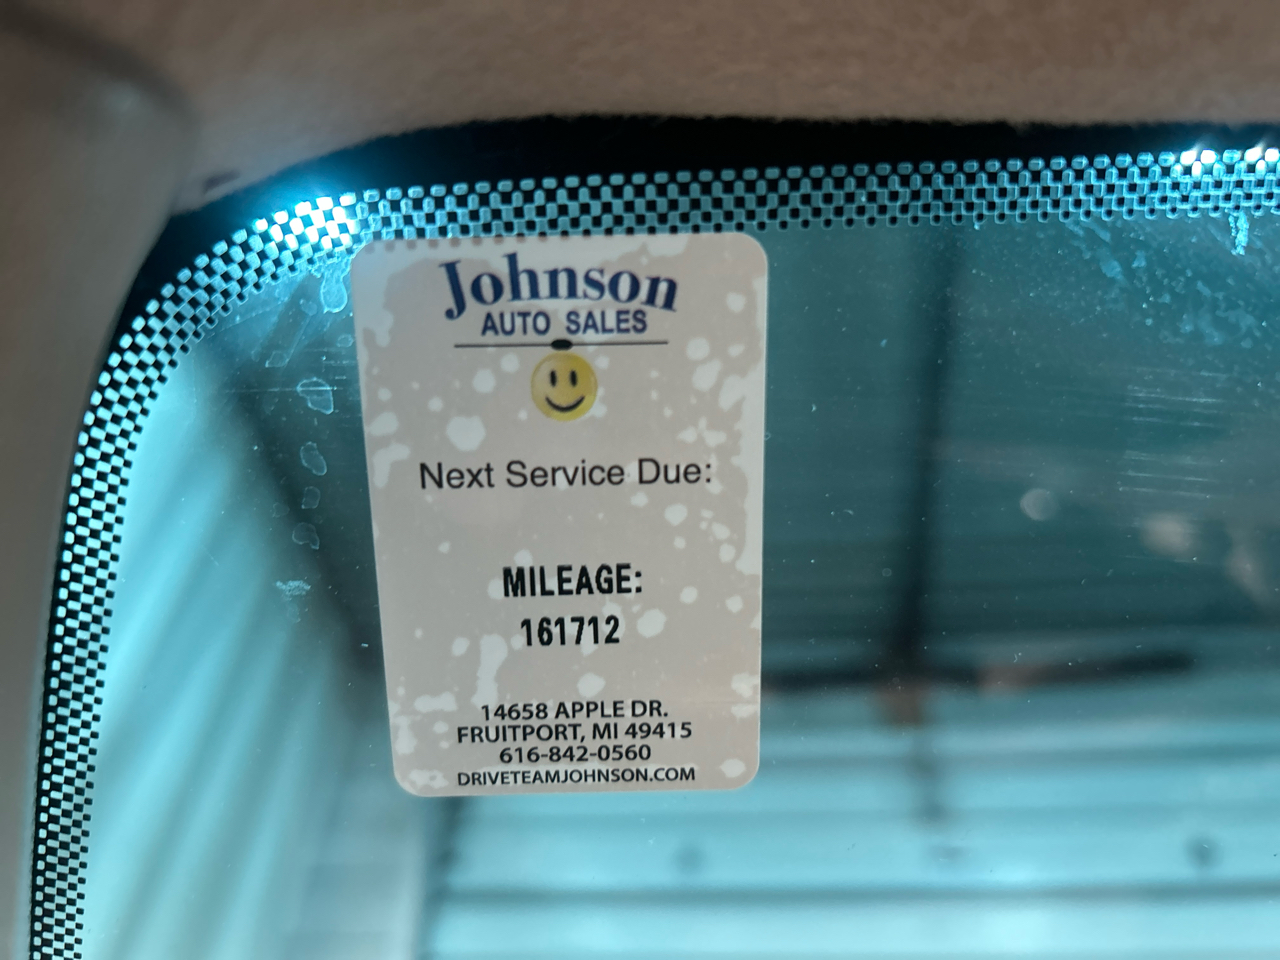 Johnson
AUTO SALES
Next Service Due:
MILEAGE:
161712
14658 APPLE DR.
FRUITPORT, MI 49415
616-842-0560
DRIVETEAMJOHNSON.COM